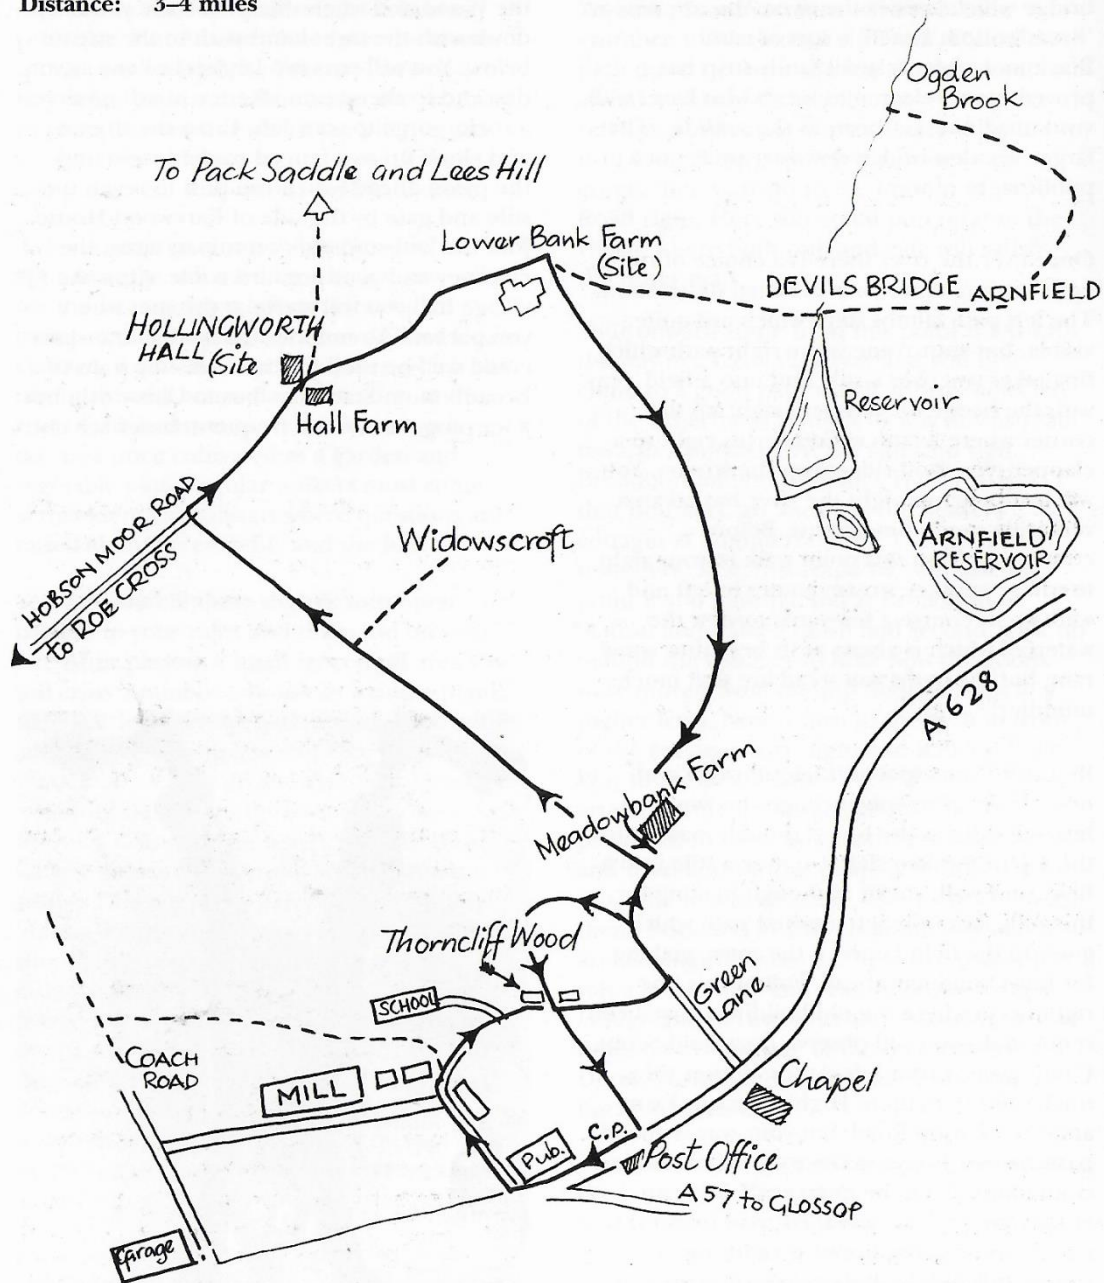 Distance: 3–4 miles
Ogden
Brook
To Pack Saddle and Lees Hill
Lower Bank Farm
(Site)
DEVILS BRIDGE
ARNFIELD
HOLLINGWORTH
HALL (Site
Hall Farm
Reservoir
HOBSON MOOR ROAD
to ROE CROSS
Widowscroft
ARNFIELD
RESERVOIR
A 628
Meadowbank Farm
Thorncliff Wood
SCHOOL
Green
Lane
COACH
ROAD
MILL
Chapel
C.P.
Pub.
Post Office
A57 to GLOSSOP
Garage